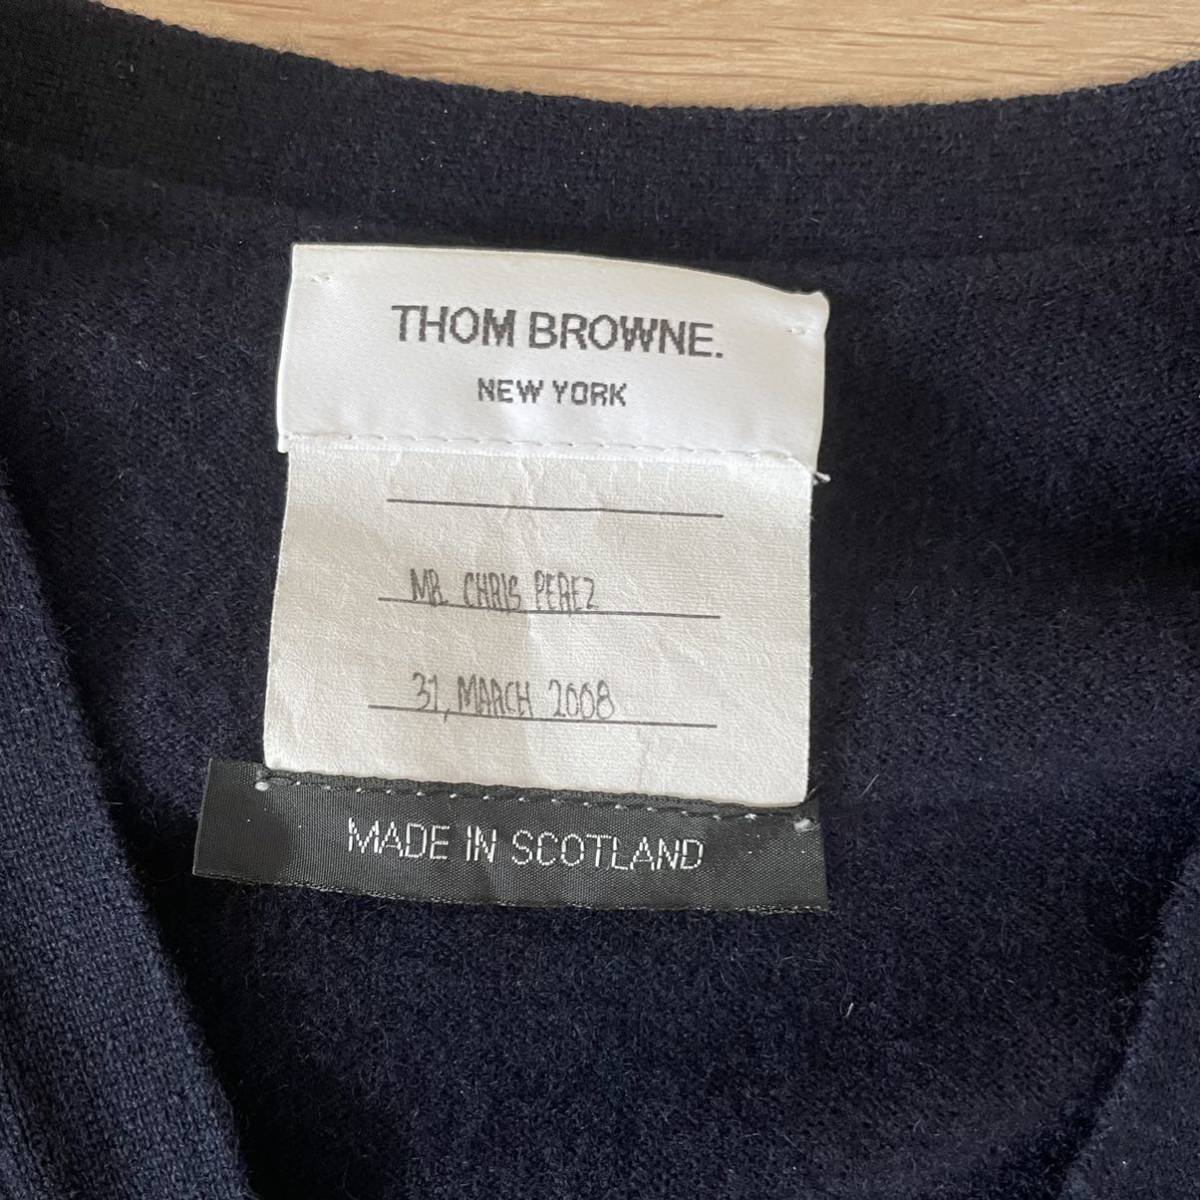 THOM BROWNE.
NEW YORK
MR. CHRIS PEREZ
31, MARCH 2008
MADE IN SCOTLAND